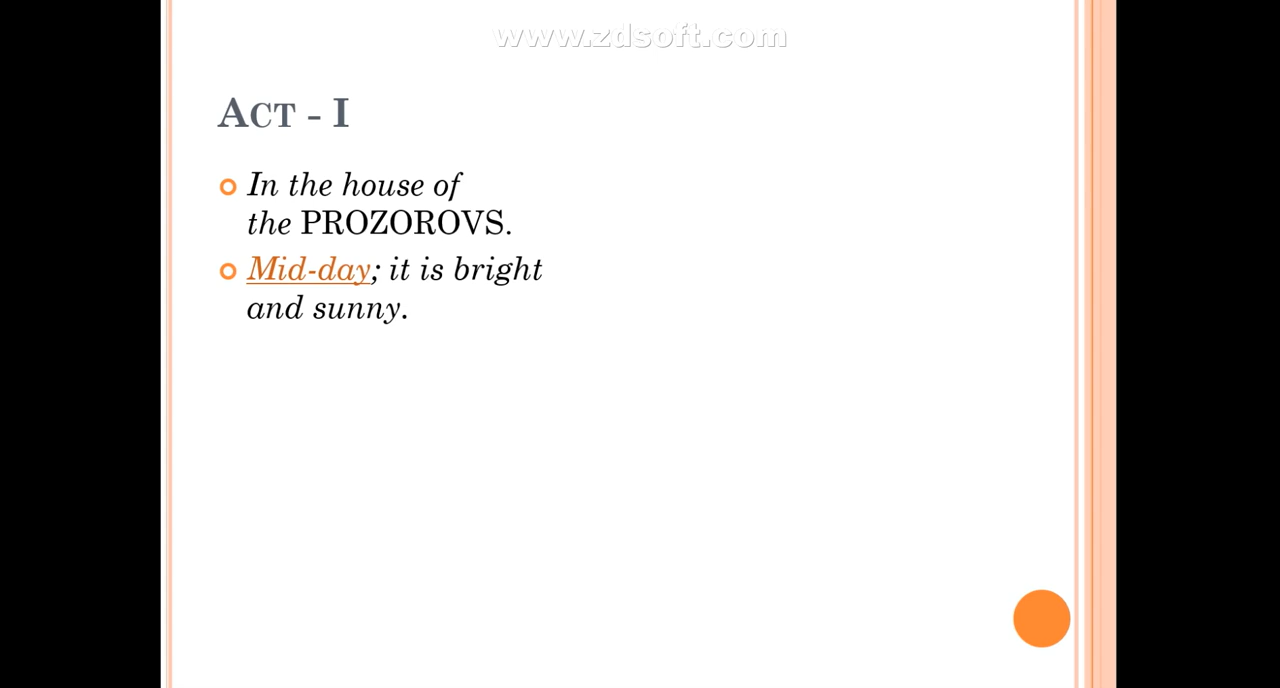 www.zdsoft.com
ACT - I
In the house of
the PROZOROVS.
Mid-day; it is bright
and sunny.